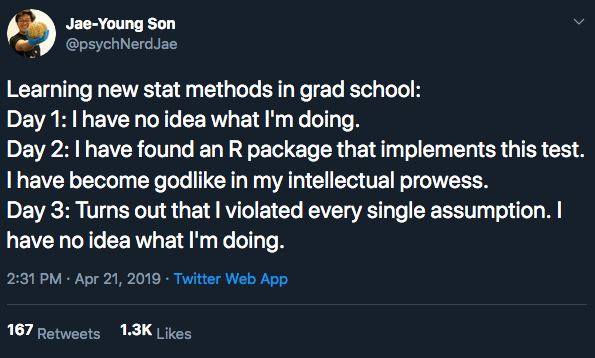 Jae-Young Son
@psychNerdJae
Learning new stat methods in grad school:
Day 1: I have no idea what I'm doing.
Day 2: I have found an R package that implements this test.
I have become godlike in my intellectual prowess.
Day 3: Turns out that I violated every single assumption. I
have no idea what I'm doing.
2:31 PM · Apr 21, 2019 · Twitter Web App
167 Retweets 1.3K Likes